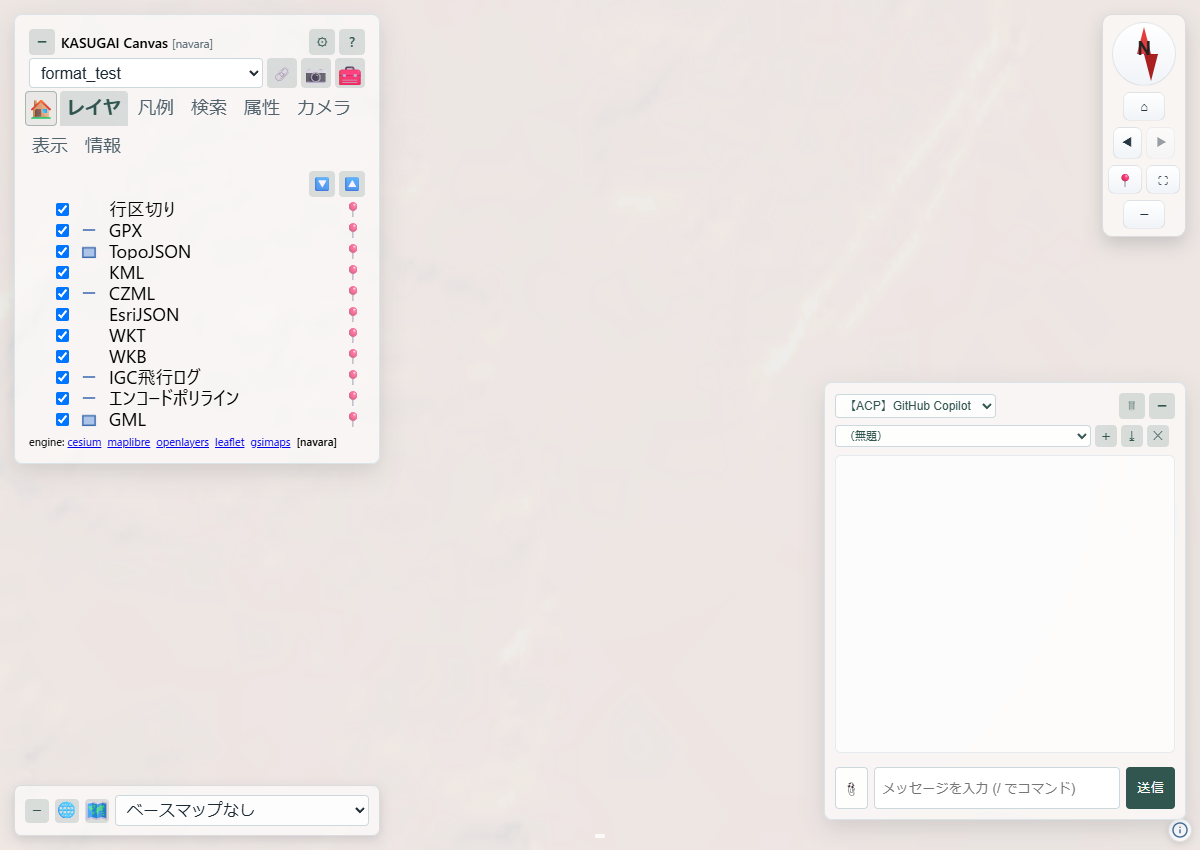 − KASUGAI Canvas [navara] ⚙ ?
format_test
レイヤ 凡例 検索 属性 カメラ
表示 情報
行区切り
GPX
TopoJSON
KML
CZML
EsriJSON
WKT
WKB
IGC飛行ログ
エンコードポリライン
GML
engine: cesium maplibre openlayers leaflet gsimaps [navara]
N
【ACP】GitHub Copilot
（無題）
メッセージを入力 (/ でコマンド)
送信
ベースマップなし